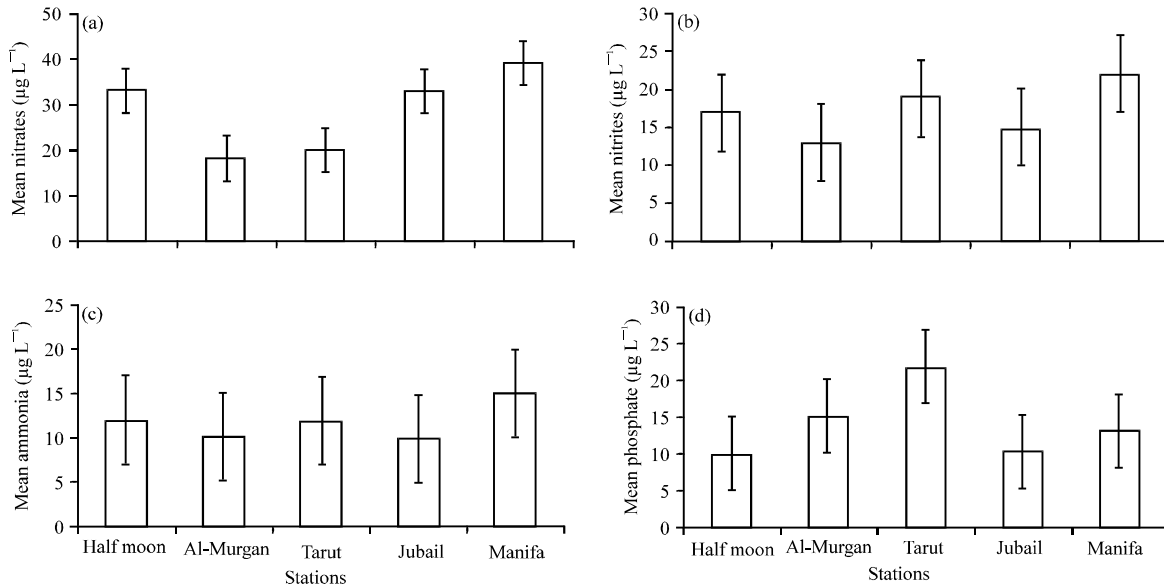 (a)
Mean nitrates (µg L⁻¹)
50
40
30
20
10
0
(b)
Mean nitrites (µg L⁻¹)
30
25
20
15
10
5
0
(c)
Mean ammonia (µg L⁻¹)
25
20
15
10
5
0
Half moon
Al-Murgan
Tarut
Jubail
Manifa
Stations
(d)
Mean phosphate (µg L⁻¹)
30
25
20
15
10
5
0
Half moon
Al-Murgan
Tarut
Jubail
Manifa
Stations